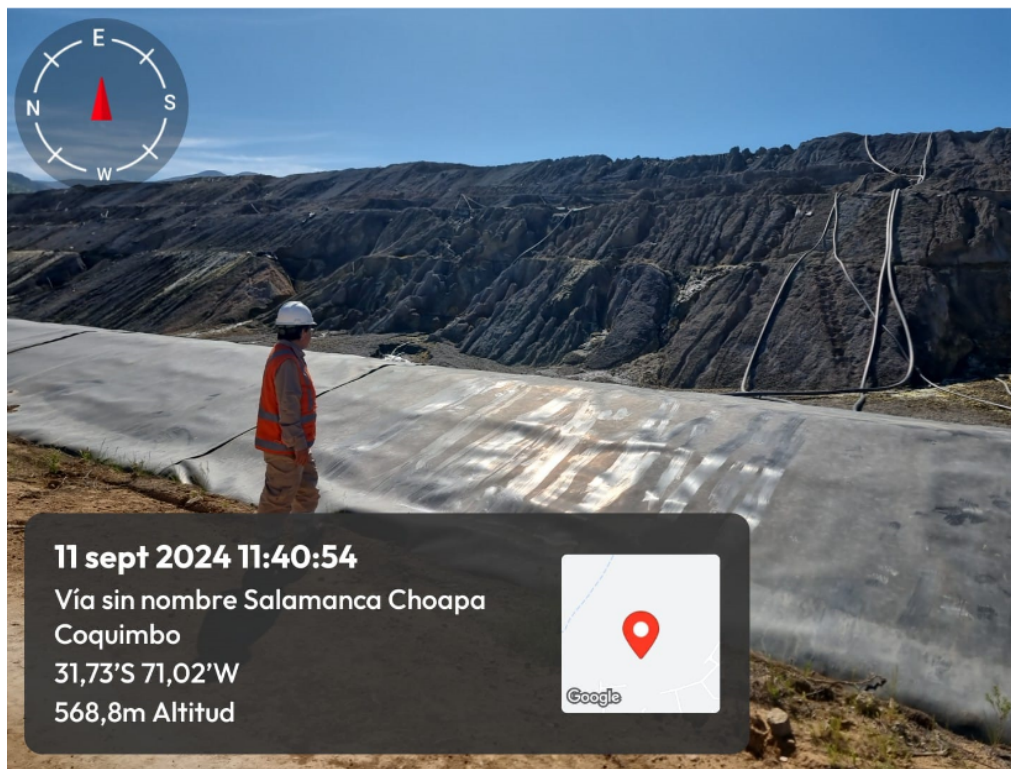 E
N
S
W
11 sept 2024 11:40:54
Vía sin nombre Salamanca Choapa
Coquimbo
31,73'S 71,02'W
568,8m Altitud
Google